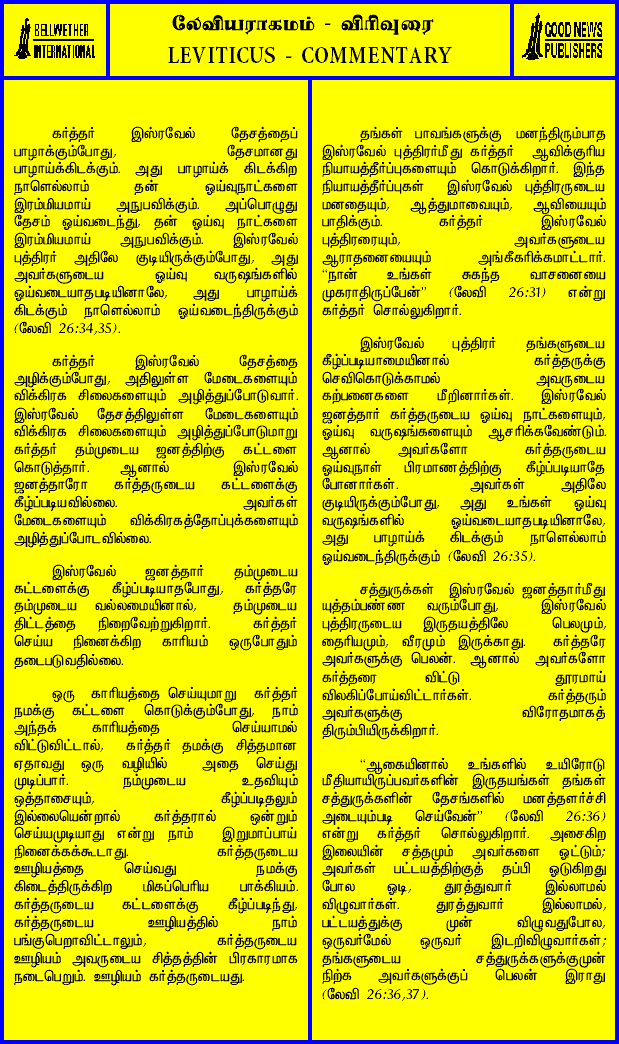 BELLWETHER
INTERNATIONAL
லேவியராகமம் - விரிவுரை
LEVITICUS - COMMENTARY
GOOD NEWS
PUBLISHERS
கர்த்தர் இஸ்ரவேல் தேசத்தைப்
பாழாக்கும்போது, தேசமானது
பாழாய்க்கிடக்கும். அது பாழாய்க் கிடக்கிற
நாளெல்லாம் தன் ஓய்வுநாட்களை
இரம்மியமாய் அநுபவிக்கும். அப்பொழுது
தேசம் ஓய்வடைந்து, தன் ஓய்வு நாட்களை
இரம்மியமாய் அநுபவிக்கும். இஸ்ரவேல்
புத்திரர் அதிலே குடியிருக்கும்போது, அது
அவர்களுடைய ஓய்வு வருஷங்களில்
ஓய்வடையாதபடியினாலே, அது பாழாய்க்
கிடக்கும் நாளெல்லாம் ஓய்வடைந்திருக்கும்
(லேவி 26:34,35).
கர்த்தர் இஸ்ரவேல் தேசத்தை
அழிக்கும்போது, அதிலுள்ள மேடைகளையும்
விக்கிரக சிலைகளையும் அழித்துப்போடுவார்.
இஸ்ரவேல் தேசத்திலுள்ள மேடைகளையும்
விக்கிரக சிலைகளையும் அழித்துப்போடுமாறு
கர்த்தர் தம்முடைய ஜனத்திற்கு கட்டளை
கொடுத்தார். ஆனால் இஸ்ரவேல்
ஜனத்தாரோ கர்த்தருடைய கட்டளைக்கு
கீழ்ப்படியவில்லை. அவர்கள்
மேடைகளையும் விக்கிரகத்தோப்புக்களையும்
அழித்துப்போடவில்லை.
இஸ்ரவேல் ஜனத்தார் தம்முடைய
கட்டளைக்கு கீழ்ப்படியாதபோது, கர்த்தரே
தம்முடைய வல்லமையினால், தம்முடைய
திட்டத்தை நிறைவேற்றுகிறார். கர்த்தர்
செய்ய நினைக்கிற காரியம் ஒருபோதும்
தடைபடுவதில்லை.
ஒரு காரியத்தை செய்யுமாறு கர்த்தர்
நமக்கு கட்டளை கொடுக்கும்போது, நாம்
அந்தக் காரியத்தை செய்யாமல்
விட்டுவிட்டால், கர்த்தர் தமக்கு சித்தமான
ஏதாவது ஒரு வழியில் அதை செய்து
முடிப்பார். நம்முடைய உதவியும்
ஒத்தாசையும், கீழ்ப்படிதலும்
இல்லையென்றால் கர்த்தரால் ஒன்றும்
செய்யமுடியாது என்று நாம் இறுமாப்பாய்
நினைக்கக்கூடாது. கர்த்தருடைய
ஊழியத்தை செய்வது நமக்கு
கிடைத்திருக்கிற மிகப்பெரிய பாக்கியம்.
கர்த்தருடைய கட்டளைக்கு கீழ்ப்படிந்து,
கர்த்தருடைய ஊழியத்தில் நாம்
பங்குபெறாவிட்டாலும், கர்த்தருடைய
ஊழியம் அவருடைய சித்தத்தின் பிரகாரமாக
நடைபெறும். ஊழியம் கர்த்தருடையது.
தங்கள் பாவங்களுக்கு மனந்திரும்பாத
இஸ்ரவேல் புத்திரர்மீது கர்த்தர் ஆவிக்குரிய
நியாயத்தீர்ப்புகளையும் கொடுக்கிறார். இந்த
நியாயத்தீர்ப்புகள் இஸ்ரவேல் புத்திரருடைய
மனதையும், ஆத்துமாவையும், ஆவியையும்
பாதிக்கும். கர்த்தர் இஸ்ரவேல்
புத்திரரையும், அவர்களுடைய
ஆராதனையையும் அங்கீகரிக்கமாட்டார்.
“நான் உங்கள் சுகந்த வாசனையை
முகராதிருப்பேன்” (லேவி 26:31) என்று
கர்த்தர் சொல்லுகிறார்.
இஸ்ரவேல் புத்திரர் தங்களுடைய
கீழ்ப்படியாமையினால் கர்த்தருக்கு
செவிகொடுக்காமல் அவருடைய
கற்பனைகளை மீறினார்கள். இஸ்ரவேல்
ஜனத்தார் கர்த்தருடைய ஓய்வு நாட்களையும்,
ஓய்வு வருஷங்களையும் ஆசரிக்கவேண்டும்.
ஆனால் அவர்களோ கர்த்தருடைய
ஓய்வுநாள் பிரமாணத்திற்கு கீழ்ப்படியாதே
போனார்கள். அவர்கள் அதிலே
குடியிருக்கும்போது, அது உங்கள் ஓய்வு
வருஷங்களில் ஓய்வடையாதபடியினாலே,
அது பாழாய்க் கிடக்கும் நாளெல்லாம்
ஓய்வடைந்திருக்கும் (லேவி 26:35).
சத்துருக்கள் இஸ்ரவேல் ஜனத்தார்மீது
யுத்தம்பண்ண வரும்போது, இஸ்ரவேல்
புத்திரருடைய இருதயத்திலே பெலமும்,
தைரியமும், வீரமும் இருக்காது. கர்த்தரே
அவர்களுக்கு பெலன். ஆனால் அவர்களோ
கர்த்தரை விட்டு தூரமாய்
விலகிப்போய்விட்டார்கள். கர்த்தரும்
அவர்களுக்கு விரோதமாகத்
திரும்பியிருக்கிறார்.
“ஆகையினால் உங்களில் உயிரோடு
மீதியாயிருப்பவர்களின் இருதயங்கள் தங்கள்
சத்துருக்களின் தேசங்களில் மனத்தளர்ச்சி
அடையும்படி செய்வேன்” (லேவி 26:36)
என்று கர்த்தர் சொல்லுகிறார். அசைகிற
இலையின் சத்தமும் அவர்களை ஓட்டும்;
அவர்கள் பட்டயத்திற்குத் தப்பி ஓடுகிறது
போல ஓடி, துரத்துவார் இல்லாமல்
விழுவார்கள். துரத்துவார் இல்லாமல்,
பட்டயத்துக்கு முன் விழுவதுபோல,
ஒருவர்மேல் ஒருவர் இடறிவிழுவார்கள்;
தங்களுடைய சத்துருக்களுக்குமுன்
நிற்க அவர்களுக்குப் பெலன் இராது
(லேவி 26:36,37).